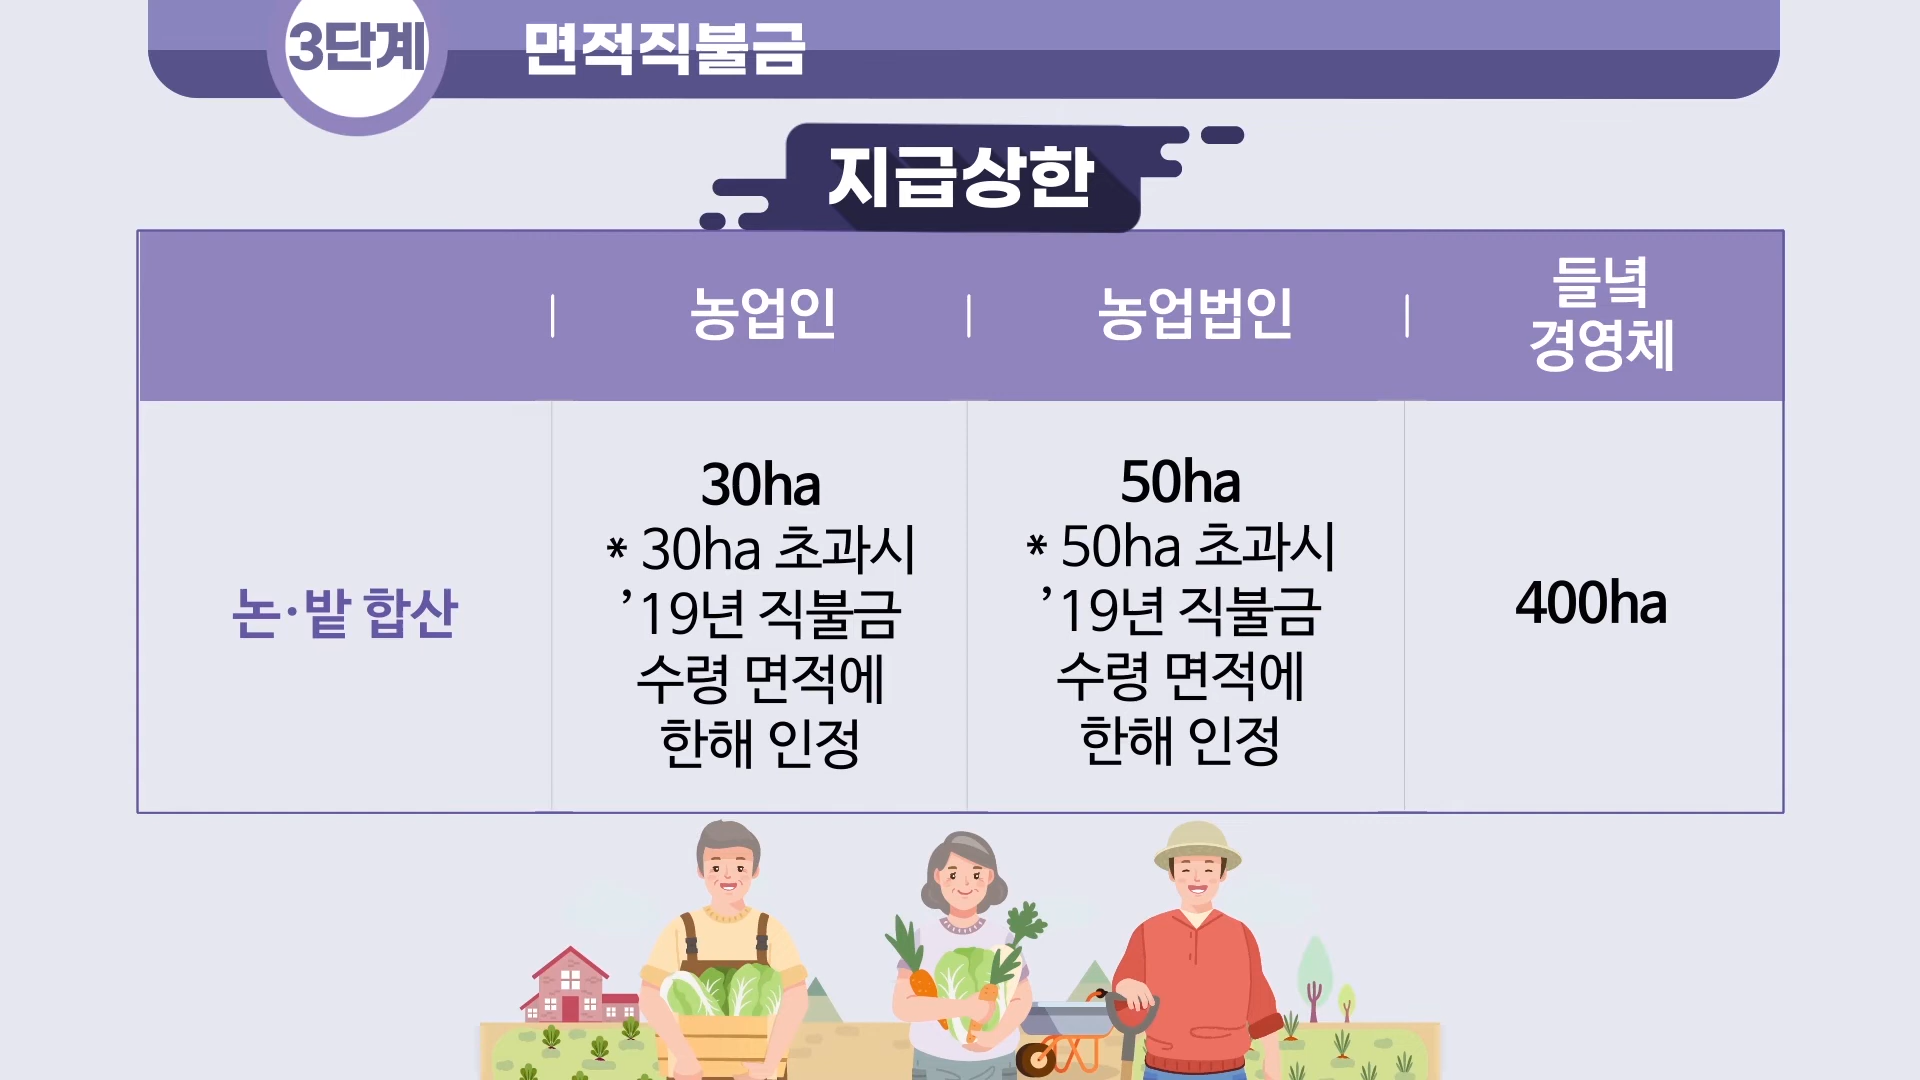 3단계
면적직불금
지급상한
농업인
농업법인
들녘
경영체
논·밭 합산
30ha
* 30ha 초과시
’19년 직불금
수령 면적에
한해 인정
50ha
* 50ha 초과시
’19년 직불금
수령 면적에
한해 인정
400ha